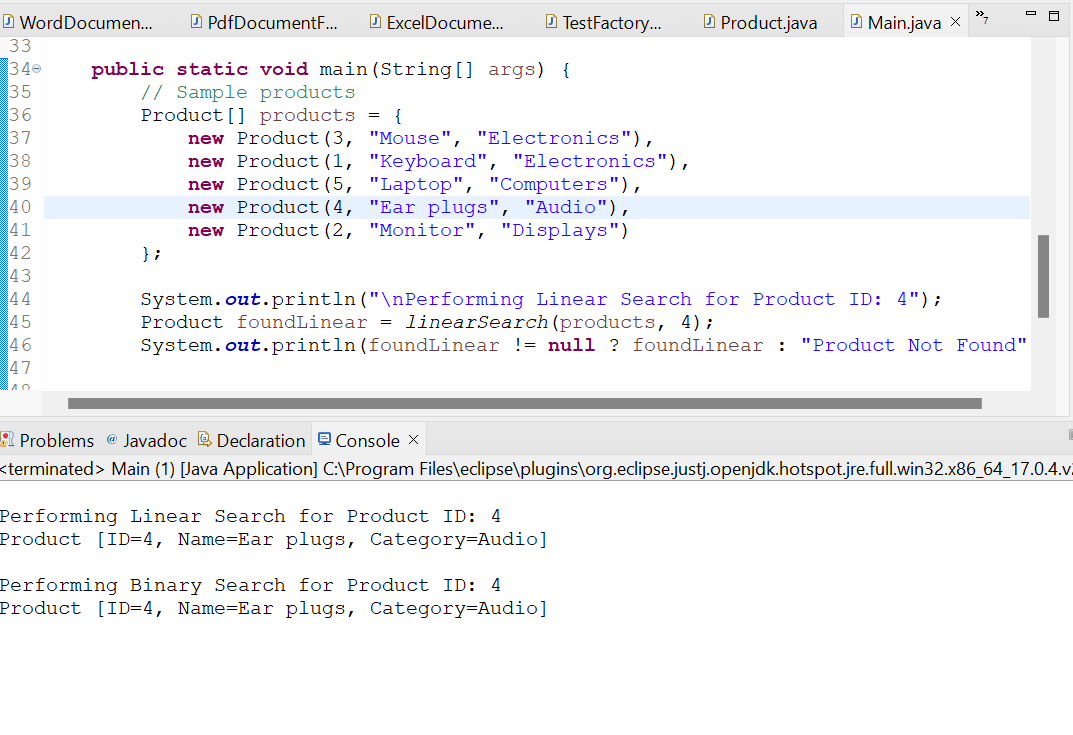 WordDocumen... PdfDocumentF... ExcelDocume... TestFactory... Product.java Main.java »7
33
34 public static void main(String[] args) {
35 // Sample products
36 Product[] products = {
37 new Product(3, "Mouse", "Electronics"),
38 new Product(1, "Keyboard", "Electronics"),
39 new Product(5, "Laptop", "Computers"),
40 new Product(4, "Ear plugs", "Audio"),
41 new Product(2, "Monitor", "Displays")
42 };
43
44 System.out.println("\nPerforming Linear Search for Product ID: 4");
45 Product foundLinear = linearSearch(products, 4);
46 System.out.println(foundLinear != null ? foundLinear : "Product Not Found"
47
Problems Javadoc Declaration Console
<terminated> Main (1) [Java Application] C:\Program Files\eclipse\plugins\org.eclipse.justj.openjdk.hotspot.jre.full.win32.x86_64_17.0.4.v
Performing Linear Search for Product ID: 4
Product [ID=4, Name=Ear plugs, Category=Audio]
Performing Binary Search for Product ID: 4
Product [ID=4, Name=Ear plugs, Category=Audio]